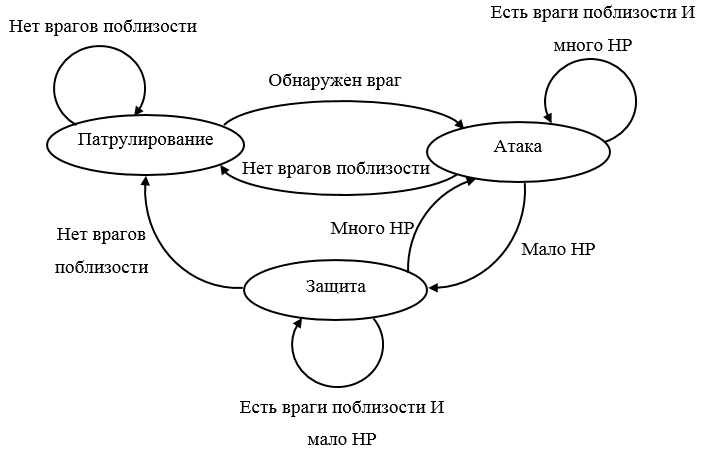 Нет врагов поблизости
Есть враги поблизости И
много HP
Обнаружен враг
Патрулирование
Атака
Нет врагов поблизости
Много HP
Нет врагов
поблизости
Мало HP
Защита
Есть враги поблизости И
мало HP